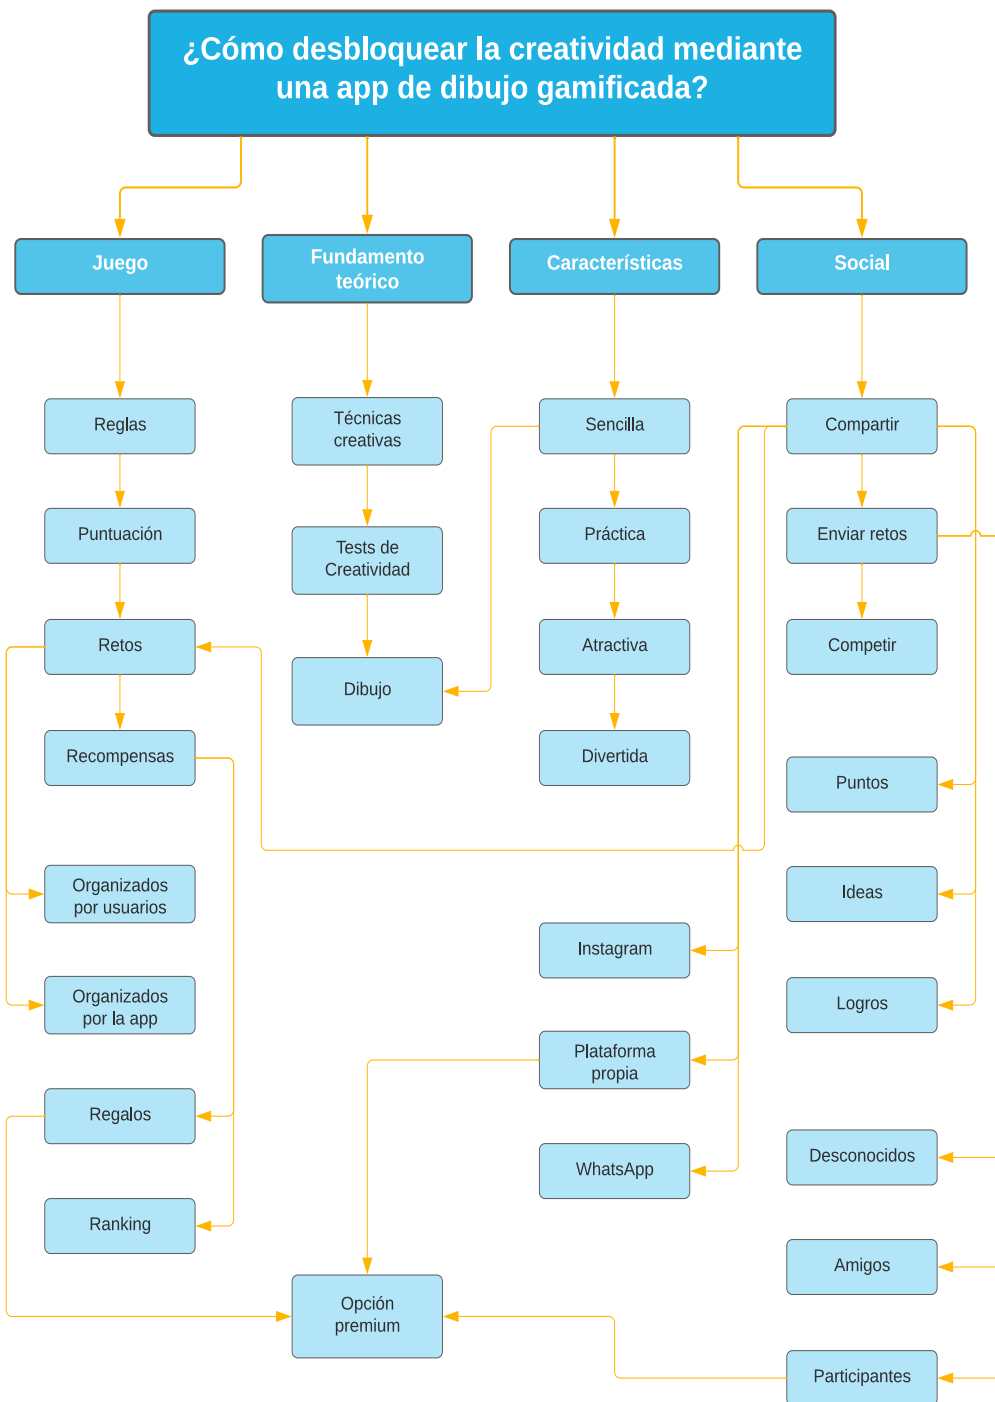 ¿Cómo desbloquear la creatividad mediante
una app de dibujo gamificada?
Juego
Fundamento
teórico
Características
Social
Reglas
Técnicas
creativas
Sencilla
Compartir
Puntuación
Tests de
Creatividad
Práctica
Enviar retos
Retos
Dibujo
Atractiva
Competir
Recompensas
Divertida
Puntos
Organizados
por usuarios
Ideas
Instagram
Organizados
por la app
Logros
Plataforma
propia
Regalos
WhatsApp
Desconocidos
Ranking
Amigos
Opción
premium
Participantes